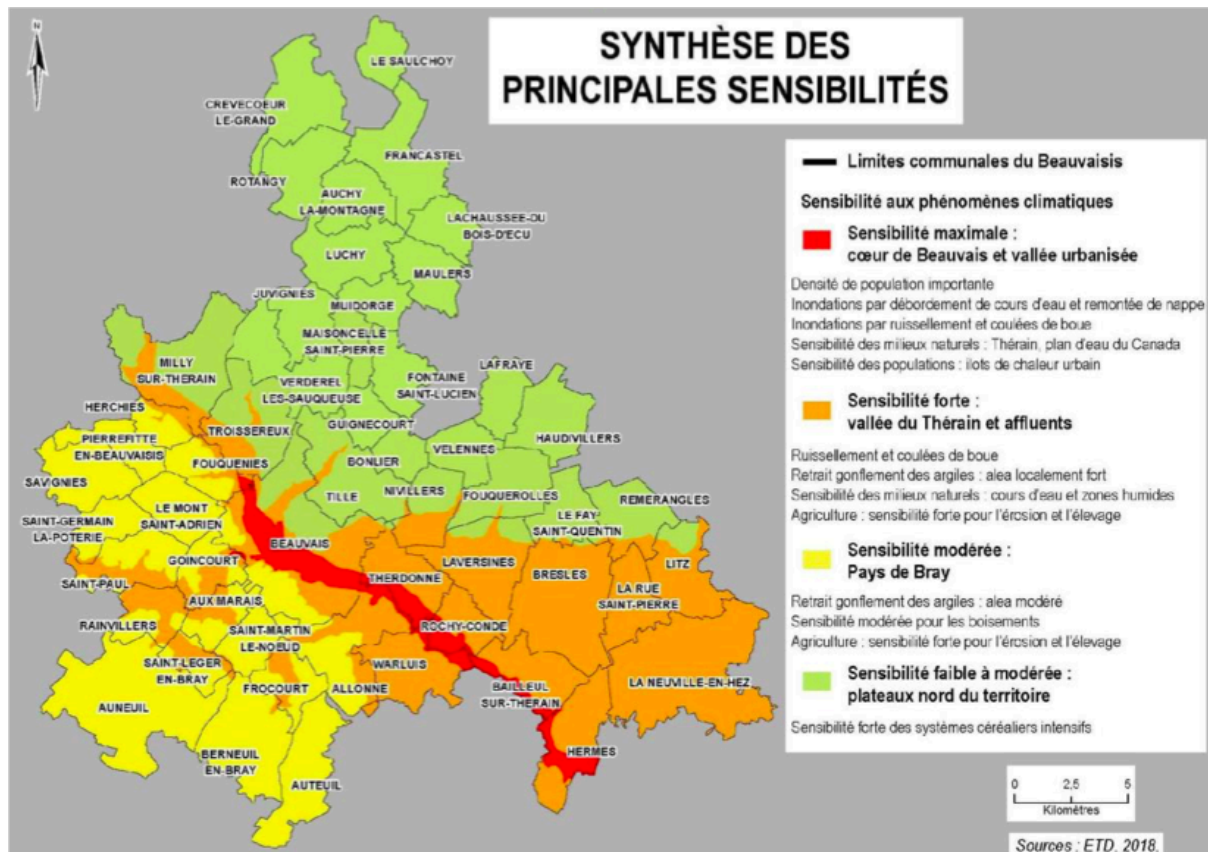 N
SYNTHÈSE DES
PRINCIPALES SENSIBILITÉS
LE SAULCHOY
CREVECOEUR
LE-GRAND
FRANCASTEL
ROTANGY
AUCHY
LA-MONTAGNE
LACHAUSSEE-DU
BOIS-D'ECU
LUCHY
MAULERS
JUVIGNIES
MUIDORGE
MAISONCELLE
SAINT-PIERRE
MILLY
SUR-THERAIN
LAFRAYE
FONTAINE
SAINT-LUCIEN
VERDEREL
LES-SAUQUEUSE
HERCHIES
TROISSEREUX
GUIGNECOURT
HAUDIVILLERS
PIERREFITTE
EN-BEAUVAISIS
VELENNES
BONLIER
FOUQUENIES
SAVIGNIES
TILLE
NIVILLERS
FOUQUEROLLES
REMERANGLES
LE MONT
SAINT-ADRIEN
LE FAY
SAINT-QUENTIN
SAINT-GERMAIN
LA-POTERIE
BEAUVAIS
GOINCOURT
LAVERSINES
LITZ
THERDONNE
BRESLES
SAINT-PAUL
LA RUE
SAINT-PIERRE
AUX MARAIS
RAINVILLERS
SAINT-MARTIN
LE-NOEUD
ROCHY-CONDE
SAINT-LEGER
EN-BRAY
WARLUIS
FROCOURT
ALLONNE
BAILLEUL
SUR-THERAIN
LA NEUVILLE-EN-HEZ
AUNEUIL
BERNEUIL
EN-BRAY
HERMES
AUTEUIL
Limites communales du Beauvaisis
Sensibilité aux phénomènes climatiques
Sensibilité maximale :
cœur de Beauvais et vallée urbanisée
Densité de population importante
Inondations par débordement de cours d'eau et remontée de nappe
Inondations par ruissellement et coulées de boue
Sensibilité des milieux naturels : Thérain, plan d'eau du Canada
Sensibilité des populations : ilots de chaleur urbain
Sensibilité forte :
vallée du Thérain et affluents
Ruissellement et coulées de boue
Retrait gonflement des argiles : alea localement fort
Sensibilité des milieux naturels : cours d'eau et zones humides
Agriculture : sensibilité forte pour l'érosion et l'élevage
Sensibilité modérée :
Pays de Bray
Retrait gonflement des argiles : alea modéré
Sensibilité modérée pour les boisements
Agriculture : sensibilité forte pour l'érosion et l'élevage
Sensibilité faible à modérée :
plateaux nord du territoire
Sensibilité forte des systèmes céréaliers intensifs
0 2,5 5
Kilomètres
Sources : ETD, 2018.